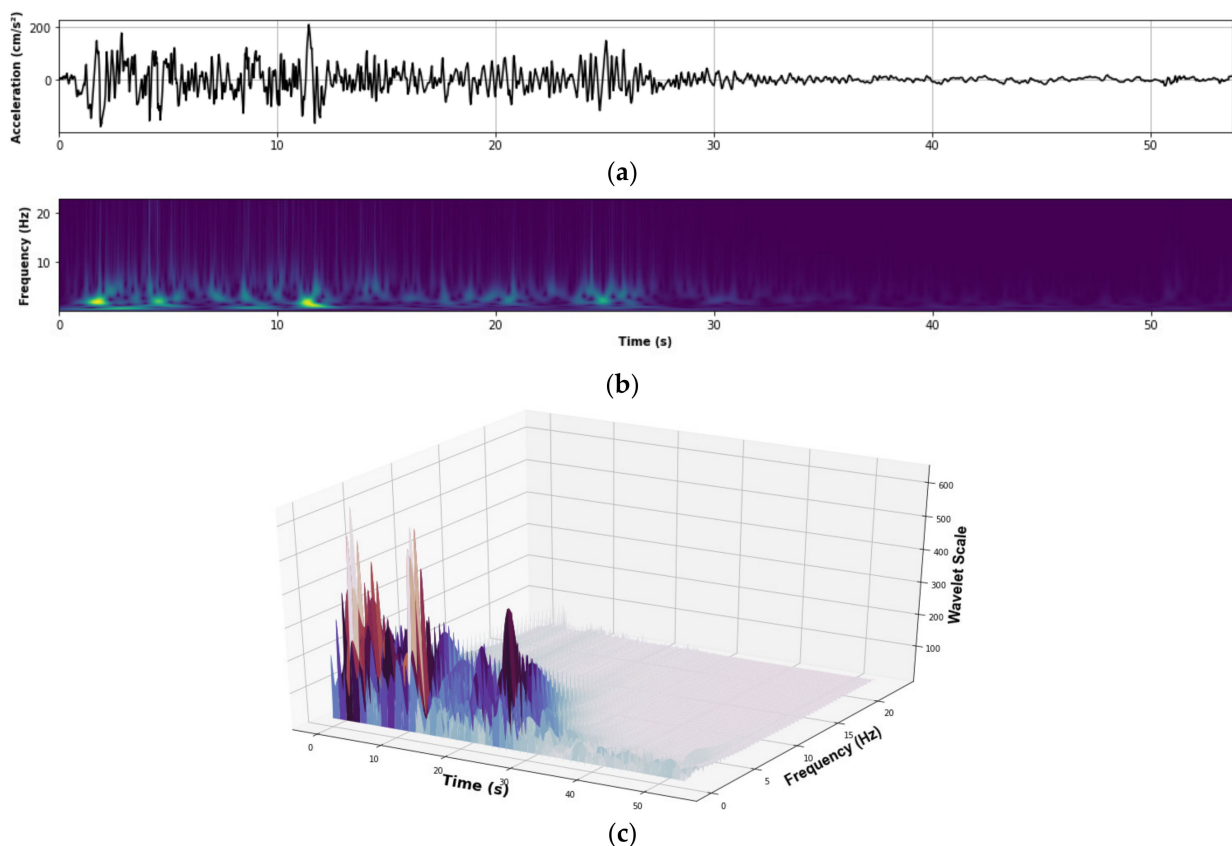 Acceleration (cm/s²)
200
0
0 10 20 30 40 50
(a)
Frequency (Hz)
20
10
0 10 20 30 40 50
Time (s)
(b)
600
500
400
300
200
100
Wavelet Scale
20
15
10
5
0
Frequency (Hz)
0
10
20
30
40
50
Time (s)
(c)